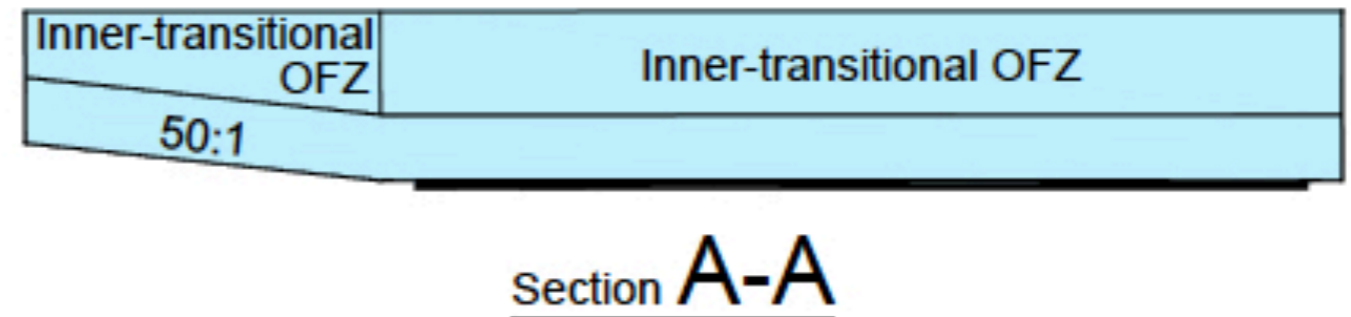 Inner-transitional
OFZ
Inner-transitional OFZ
50:1
Section A-A